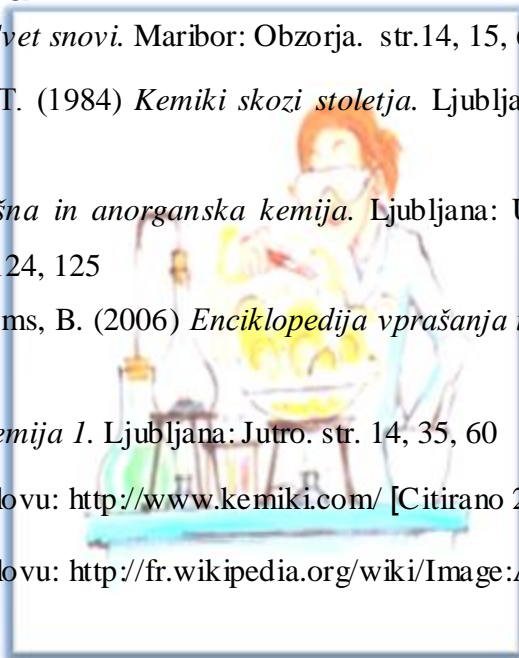 vet snovi. Maribor: Obzorja. str.14, 15,
T. (1984) Kemiki skozi stoletja.
šna in anorganska kemija. Ljubljana:
124, 125
ms, B. (2006) Enciklopedija vprašanja
emija 1. Ljubljana: Jutro. str. 14, 35, 60
lovu: http://www.kemiki.com/ [Citirano 2
lovu: http://fr.wikipedia.org/wiki/Image: